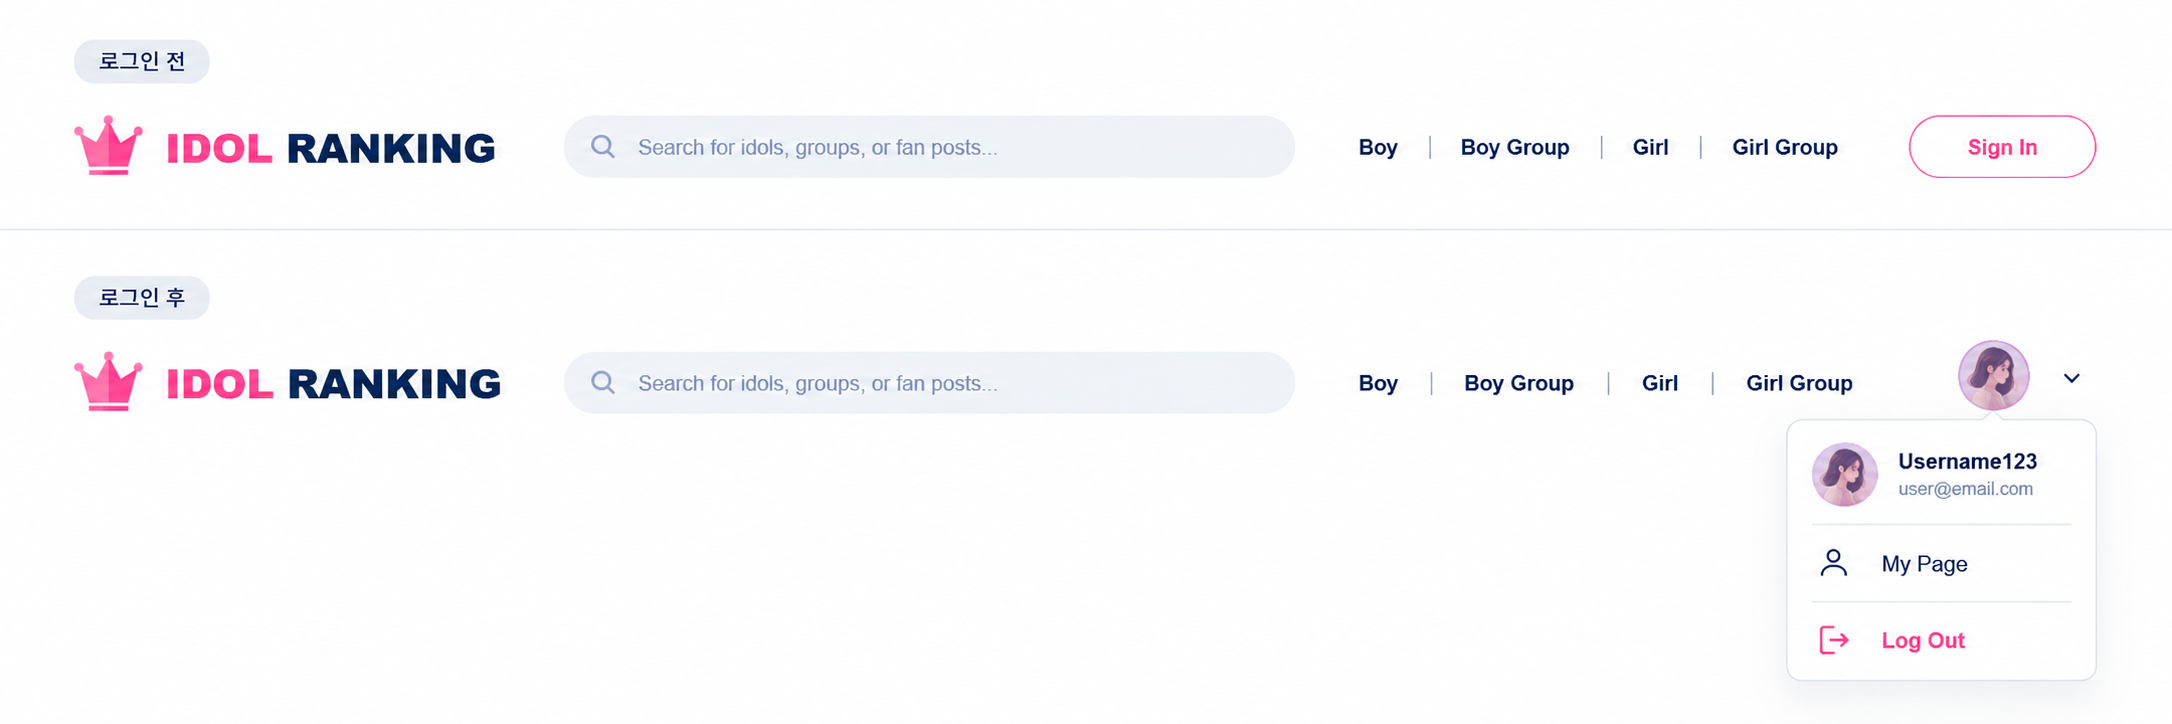 로그인 전
IDOL RANKING
Search for idols, groups, or fan posts...
Boy | Boy Group | Girl | Girl Group
Sign In
로그인 후
IDOL RANKING
Search for idols, groups, or fan posts...
Boy | Boy Group | Girl | Girl Group
Username123
user@email.com
My Page
Log Out